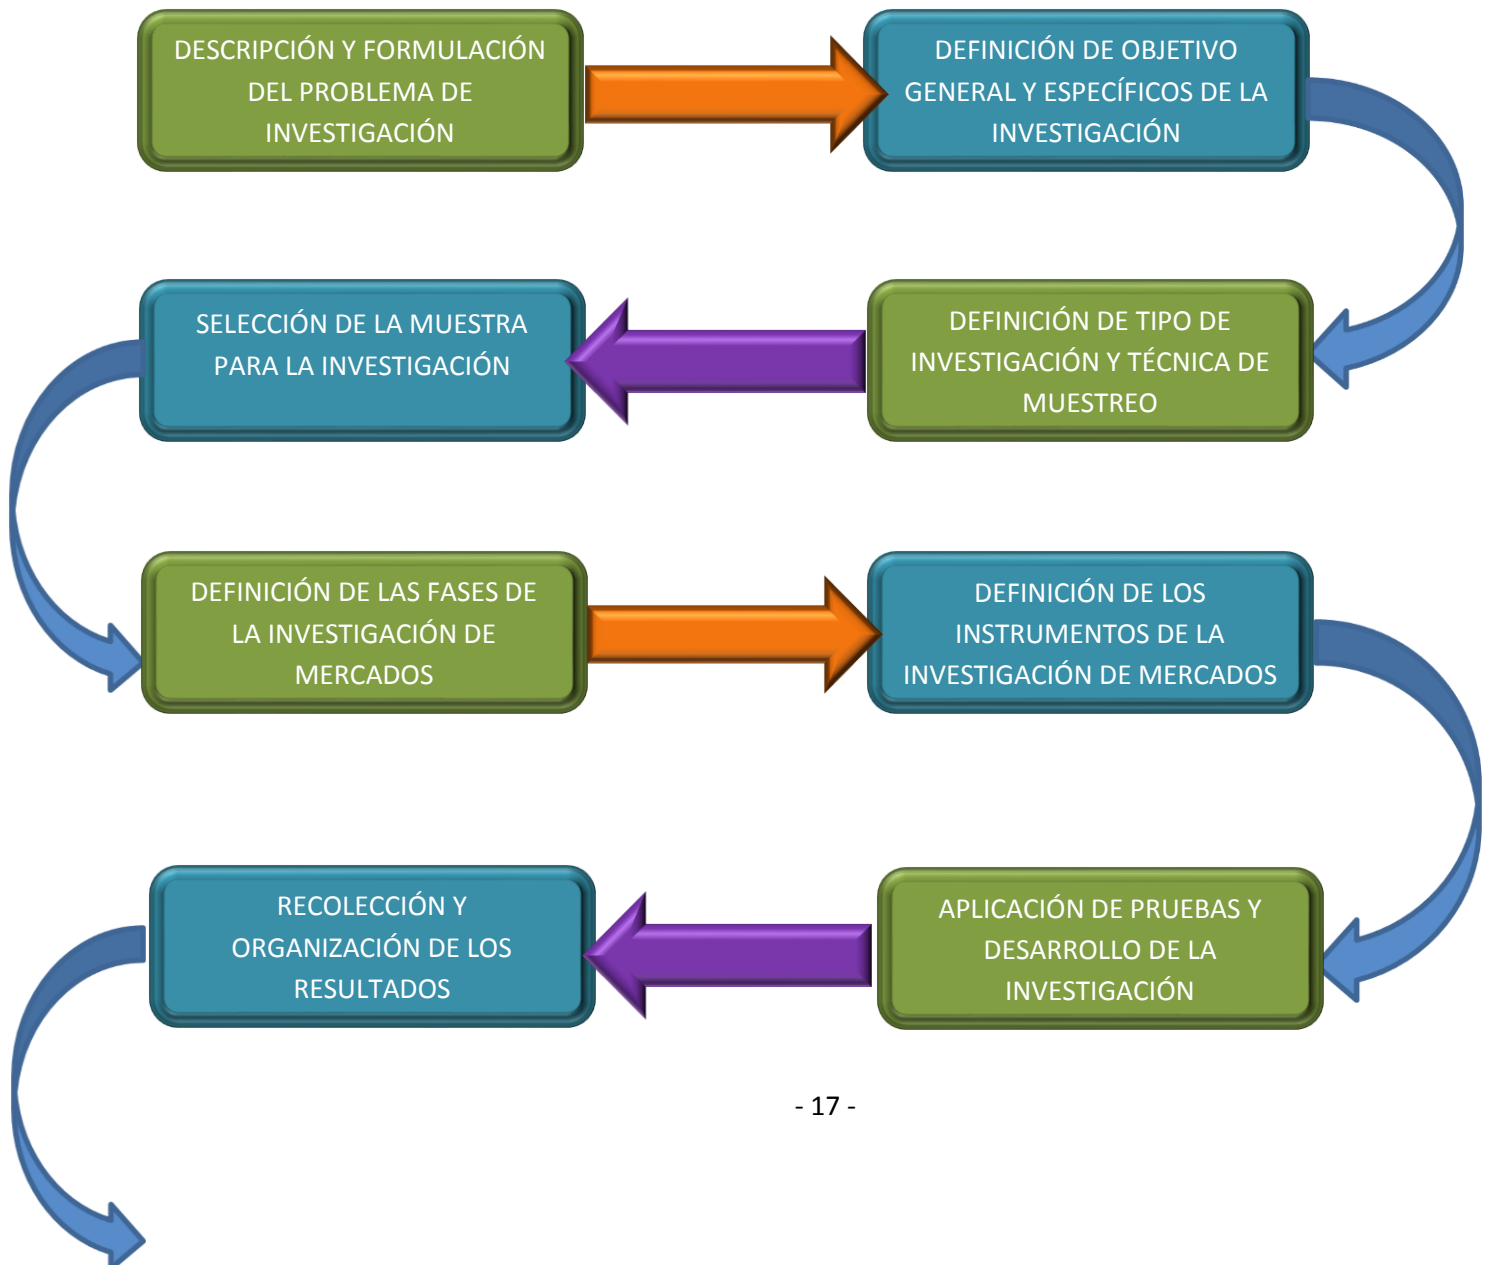 DESCRIPCIÓN Y FORMULACIÓN
DEL PROBLEMA DE
INVESTIGACIÓN
DEFINICIÓN DE OBJETIVO
GENERAL Y ESPECÍFICOS DE LA
INVESTIGACIÓN
DEFINICIÓN DE TIPO DE
INVESTIGACIÓN Y TÉCNICA DE
MUESTREO
SELECCIÓN DE LA MUESTRA
PARA LA INVESTIGACIÓN
DEFINICIÓN DE LAS FASES DE
LA INVESTIGACIÓN DE
MERCADOS
DEFINICIÓN DE LOS
INSTRUMENTOS DE LA
INVESTIGACIÓN DE MERCADOS
APLICACIÓN DE PRUEBAS Y
DESARROLLO DE LA
INVESTIGACIÓN
RECOLECCIÓN Y
ORGANIZACIÓN DE LOS
RESULTADOS
- 17 -